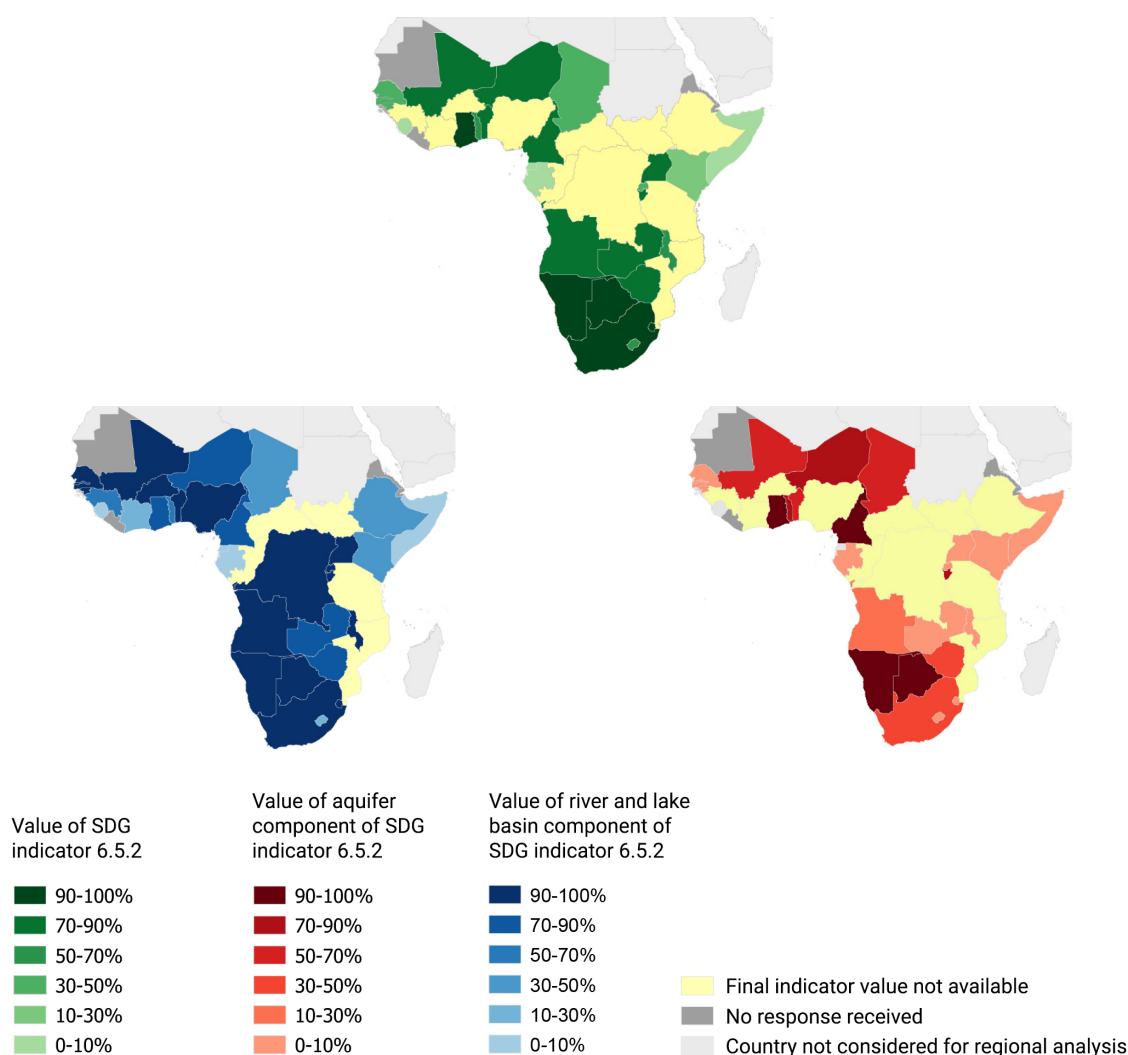 Value of SDG
indicator 6.5.2
90-100%
70-90%
50-70%
30-50%
10-30%
0-10%
Value of aquifer
component of SDG
indicator 6.5.2
90-100%
70-90%
50-70%
30-50%
10-30%
0-10%
Value of river and lake
basin component of
SDG indicator 6.5.2
90-100%
70-90%
50-70%
30-50%
10-30%
0-10%
Final indicator value not available
No response received
Country not considered for regional analysis